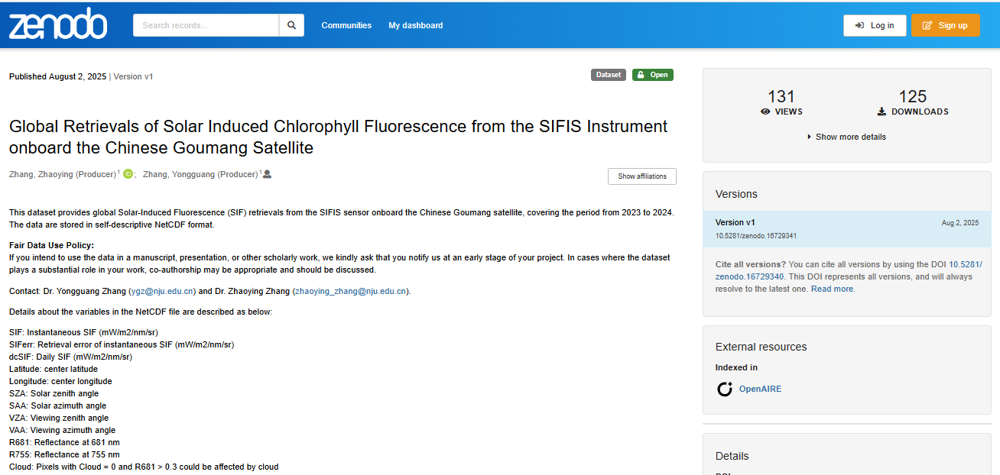 zenodo
Search records...
Communities
My dashboard
Log in
Sign up
Published August 2, 2025 | Version v1
Dataset
Open
Global Retrievals of Solar Induced Chlorophyll Fluorescence from the SIFIS Instrument
onboard the Chinese Goumang Satellite
Zhang, Zhaoying (Producer)1 iD; Zhang, Yongguang (Producer)1
Show affiliations
This dataset provides global Solar-Induced Fluorescence (SIF) retrievals from the SIFIS sensor onboard the Chinese Goumang satellite, covering the period from 2023 to 2024.
The data are stored in self-descriptive NetCDF format.
Fair Data Use Policy:
If you intend to use the data in a manuscript, presentation, or other scholarly work, we kindly ask that you notify us at an early stage of your project. In cases where the dataset
plays a substantial role in your work, co-authorship may be appropriate and should be discussed.
Contact: Dr. Yongguang Zhang (ygz@nju.edu.cn) and Dr. Zhaoying Zhang (zhaoying_zhang@nju.edu.cn).
Details about the variables in the NetCDF file are described as below:
SIF: Instantaneous SIF (mW/m2/nm/sr)
SIFerr: Retrieval error of instantaneous SIF (mW/m2/nm/sr)
dcSIF: Daily SIF (mW/m2/nm/sr)
Latitude: center latitude
Longitude: center longitude
SZA: Solar zenith angle
SAA: Solar azimuth angle
VZA: Viewing zenith angle
VAA: Viewing azimuth angle
R681: Reflectance at 681 nm
R755: Reflectance at 755 nm
Cloud: Pixels with Cloud = 0 and R681 > 0.3 could be affected by cloud
131
VIEWS
125
DOWNLOADS
Show more details
Versions
Version v1
Aug 2, 2025
10.5281/zenodo.16729341
Cite all versions? You can cite all versions by using the DOI 10.5281/
zenodo.16729340. This DOI represents all versions, and will always
resolve to the latest one. Read more.
External resources
Indexed in
OpenAIRE
Details